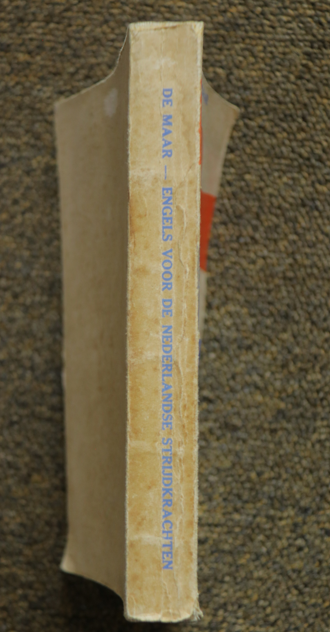 DE MAAR — ENGELS VOOR DE NEDERLANDSE STRIJDKRACHTEN